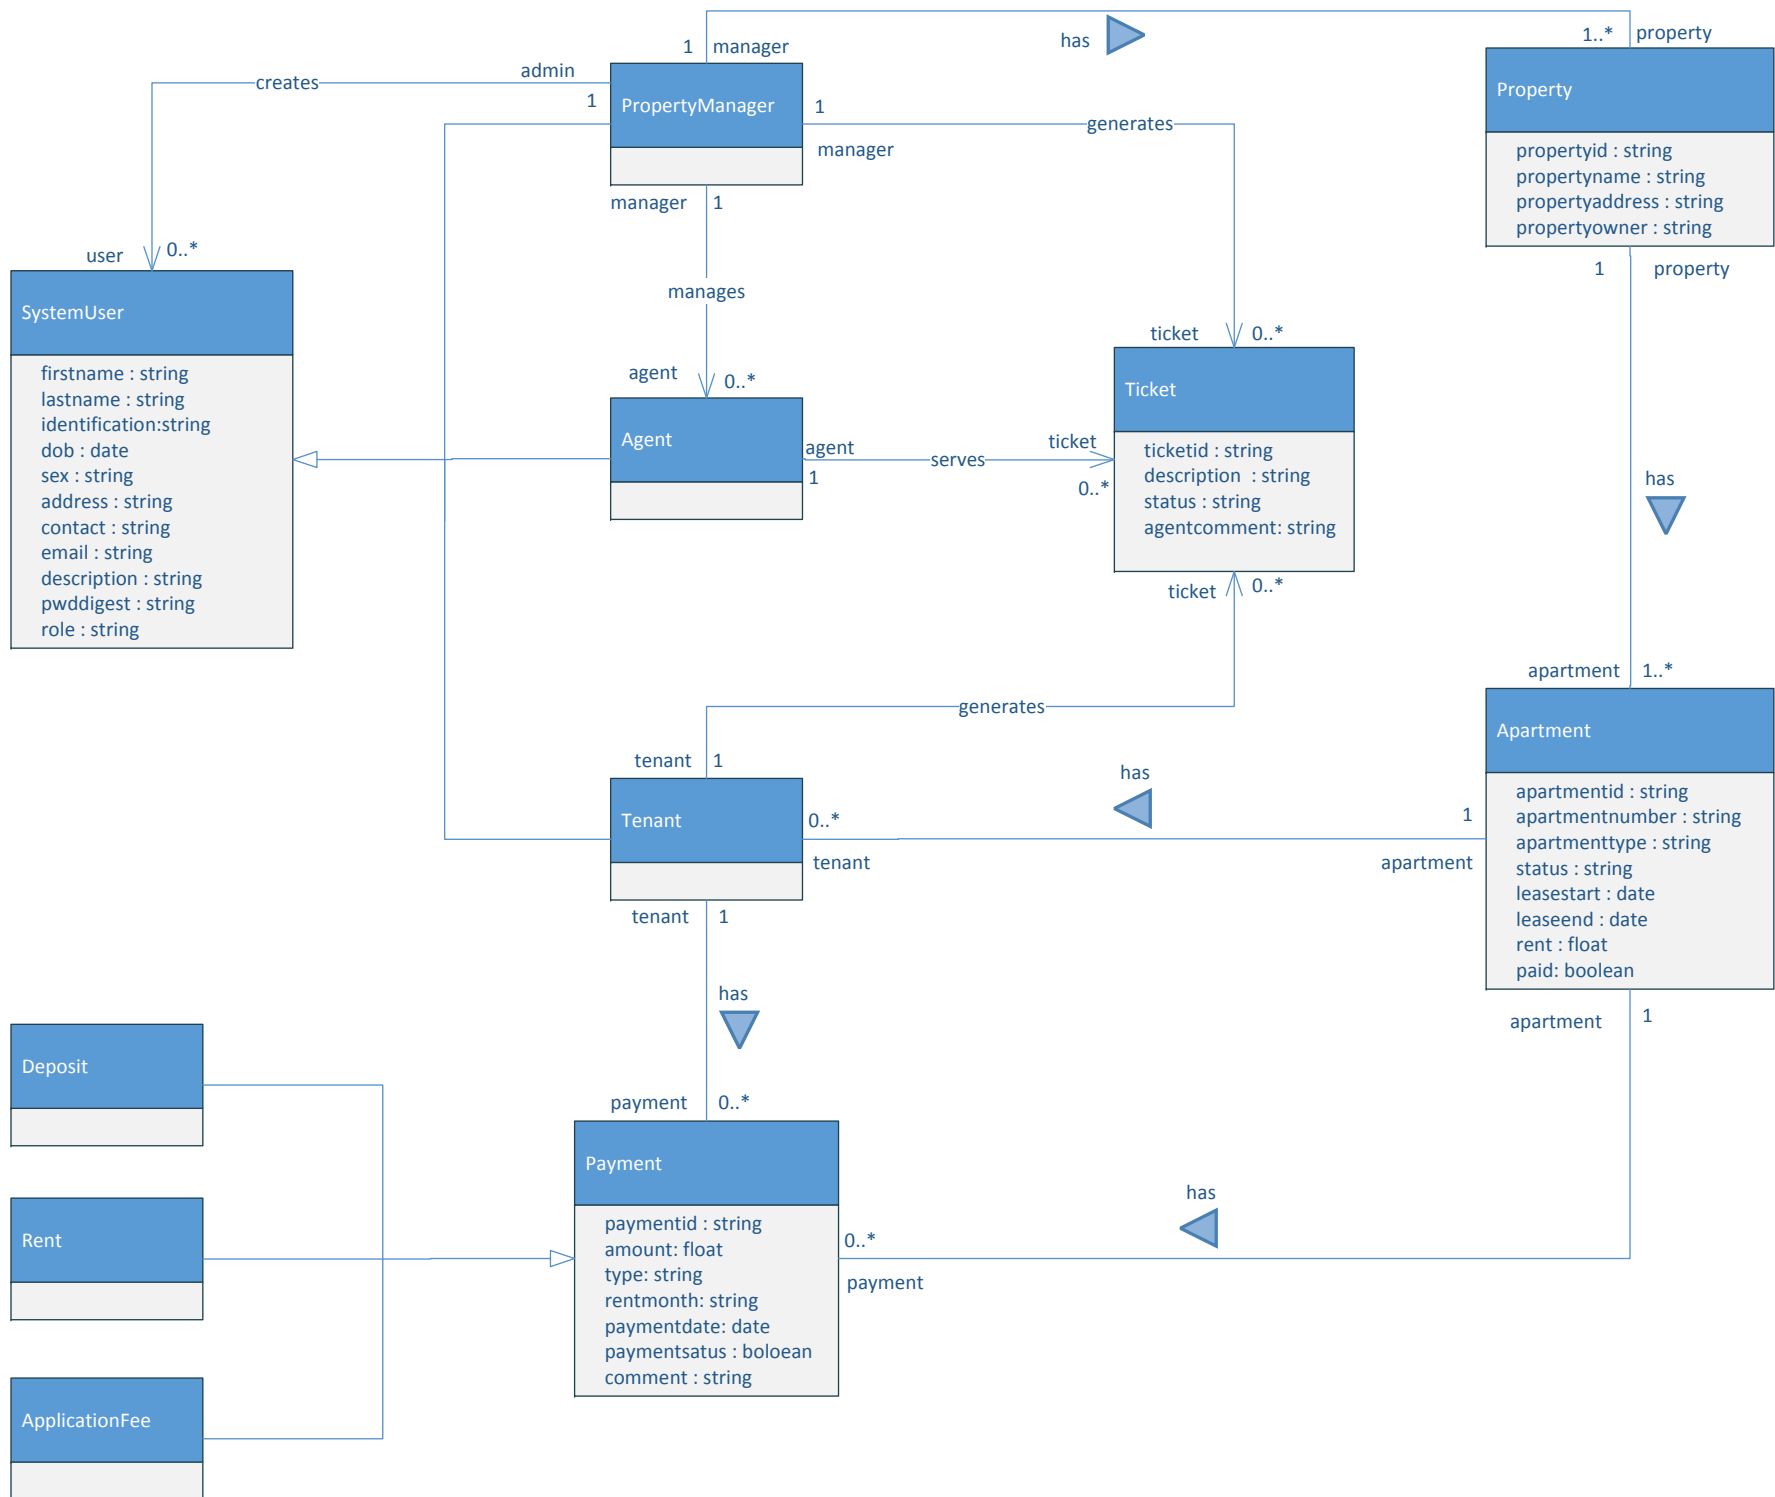 has
1..*
property
1
manager
creates
admin
1
PropertyManager
1
manager
generates
Property
propertyid : string
propertyname : string
propertyaddress : string
propertyowner : string
manager
1
1
property
user
0..*
SystemUser
firstname : string
lastname : string
identification:string
dob : date
sex : string
address : string
contact : string
email : string
description : string
pwddigest : string
role : string
manages
agent
0..*
Agent
agent
1
serves
ticket
0..*
ticket
0..*
Ticket
ticketid : string
description : string
status : string
agentcomment: string
ticket
0..*
has
generates
apartment
1..*
Apartment
apartmentid : string
apartmentnumber : string
apartmenttype : string
status : string
leasestart : date
leaseend : date
rent : float
paid: boolean
tenant
1
Tenant
0..*
tenant
has
1
apartment
tenant
1
has
apartment
1
payment
0..*
Deposit
Rent
ApplicationFee
Payment
paymentid : string
amount: float
type: string
rentmonth: string
paymentdate: date
paymentsatus : boloean
comment : string
0..*
payment
has